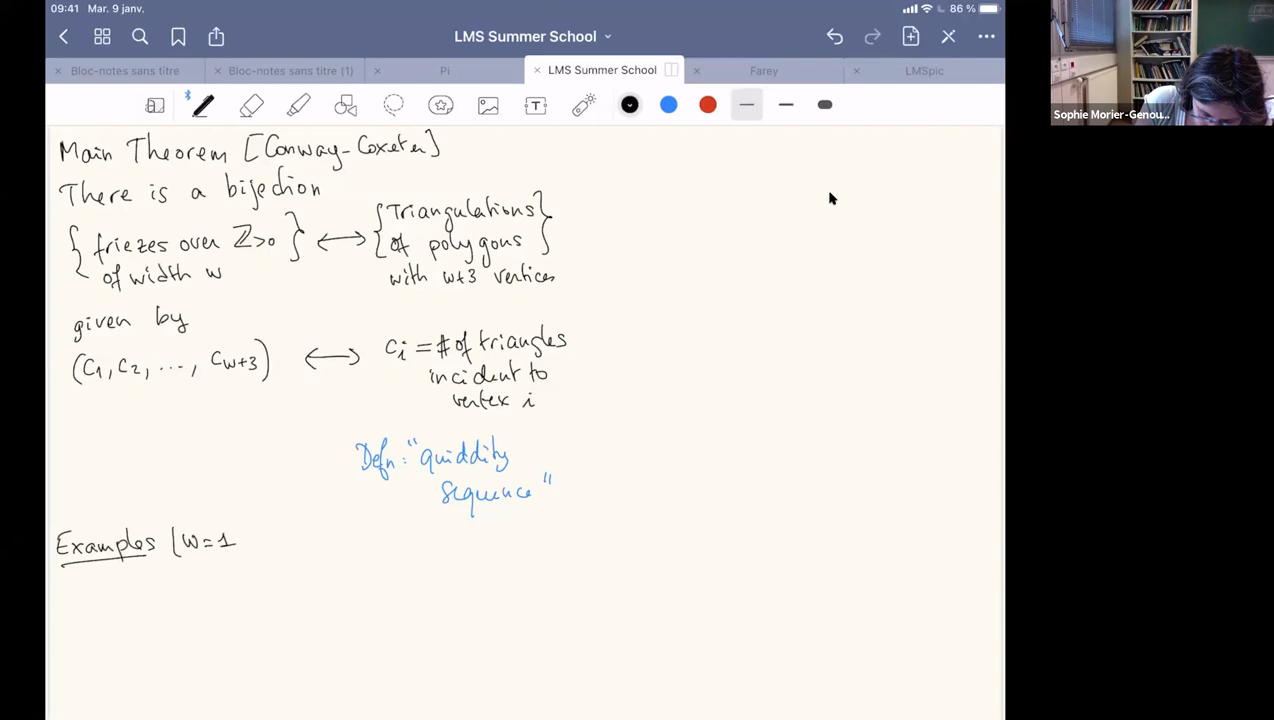 09:41 Mar. 9 janv.
86 %
LMS Summer School
Bloc-notes sans titre
Bloc-notes sans titre (1)
Pi
LMS Summer School
Farey
LMSpic
Sophie Morier-Genou...
Main Theorem [Conway-Coxeter]
There is a bijection
{friezes over ℤ>0 of width w} ⟷ {Triangulations of polygons with w+3 vertices}
given by
(c₁, c₂, ..., c_{w+3}) ⟷ c_i = # of triangles
incident to
vertex i
Defn: "quiddity
sequence"
Examples (w=1